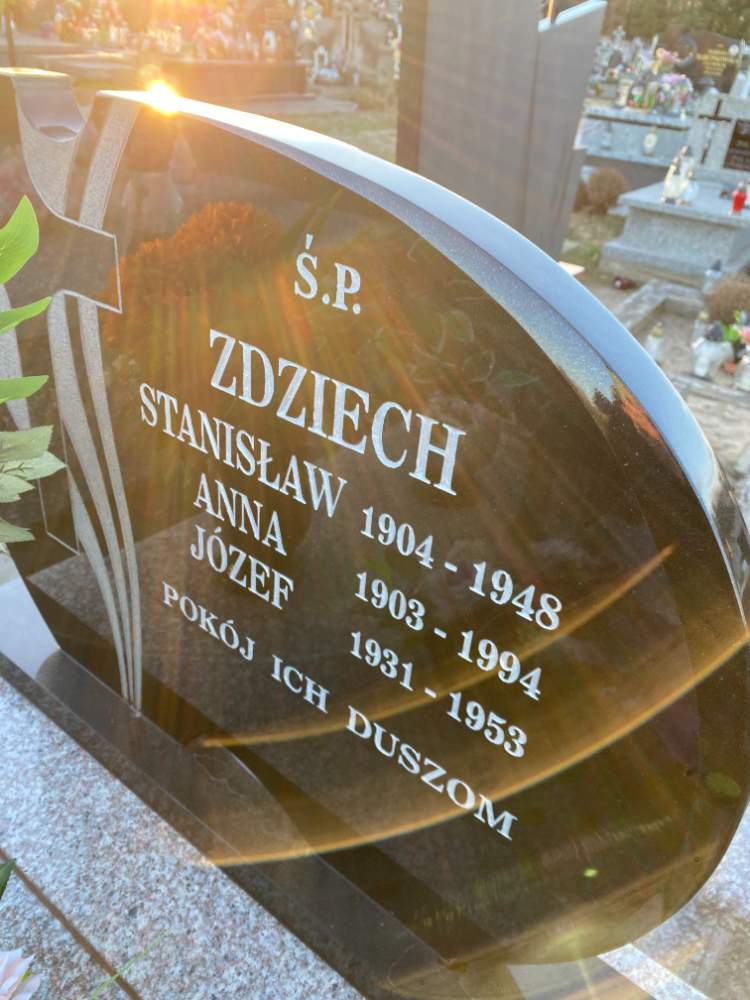 Ś.P.
ZDZIECH
STANISŁAW 1904 - 1948
ANNA 1903 - 1994
JÓZEF 1931 - 1953
POKÓJ ICH DUSZOM